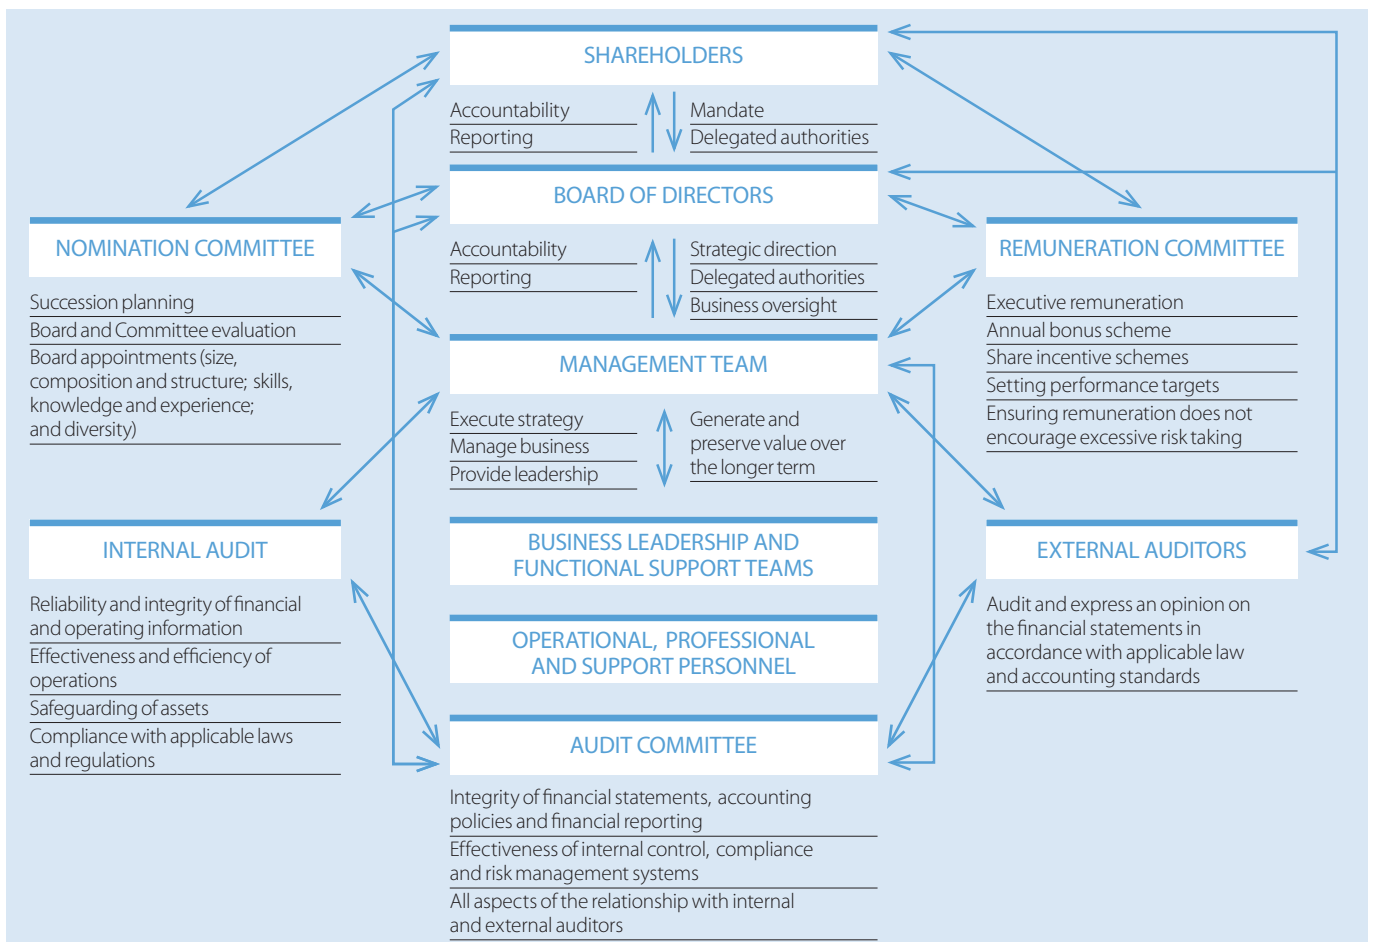 SHAREHOLDERS
Accountability
Reporting
Mandate
Delegated authorities
BOARD OF DIRECTORS
NOMINATION COMMITTEE
Succession planning
Board and Committee evaluation
Board appointments (size,
composition and structure; skills,
knowledge and experience;
and diversity)
Accountability
Reporting
Strategic direction
Delegated authorities
Business oversight
REMUNERATION COMMITTEE
Executive remuneration
Annual bonus scheme
Share incentive schemes
Setting performance targets
Ensuring remuneration does not
encourage excessive risk taking
MANAGEMENT TEAM
Execute strategy
Manage business
Provide leadership
Generate and
preserve value over
the longer term
INTERNAL AUDIT
Reliability and integrity of financial
and operating information
Effectiveness and efficiency of
operations
Safeguarding of assets
Compliance with applicable laws
and regulations
BUSINESS LEADERSHIP AND
FUNCTIONAL SUPPORT TEAMS
OPERATIONAL, PROFESSIONAL
AND SUPPORT PERSONNEL
EXTERNAL AUDITORS
Audit and express an opinion on
the financial statements in
accordance with applicable law
and accounting standards
AUDIT COMMITTEE
Integrity of financial statements, accounting
policies and financial reporting
Effectiveness of internal control, compliance
and risk management systems
All aspects of the relationship with internal
and external auditors